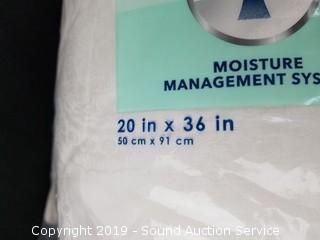 MOISTURE
MANAGEMENT SYS
20 in x 36 in
50 cm x 91 cm
Copyright 2019 - Sound Auction Service